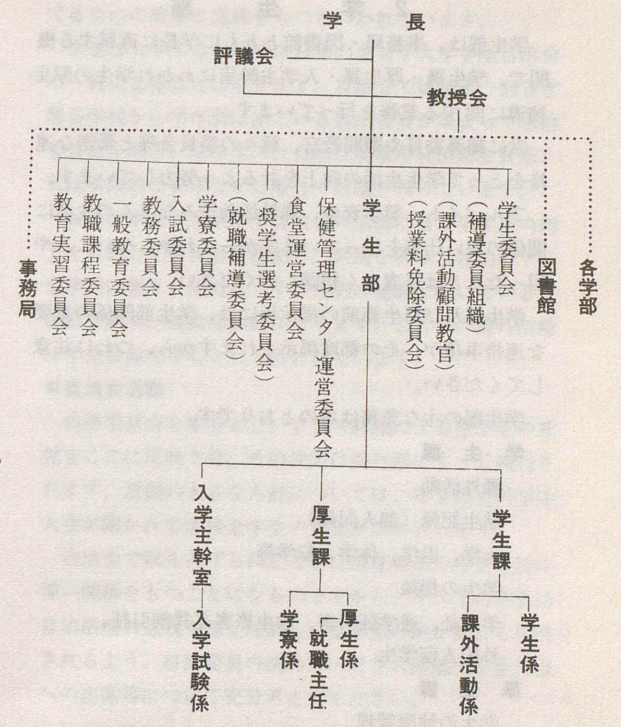 学長
評議会
教授会
各学部
図書館
学生委員会
(補導委員組織
課外活動顧問教官)
(授業料免除委員会)
学生部
保健管理センター運営委員会
食堂運営委員会
(奨学生選考委員会)
(就職補導委員会)
学寮委員会
入試委員会
教務委員会
一般教育委員会
教職課程委員会
教育実習委員会
事務局
学生課
学生係
課外活動係
厚生課
厚生係
就職主任
学寮係
入学主幹室
入学試験係